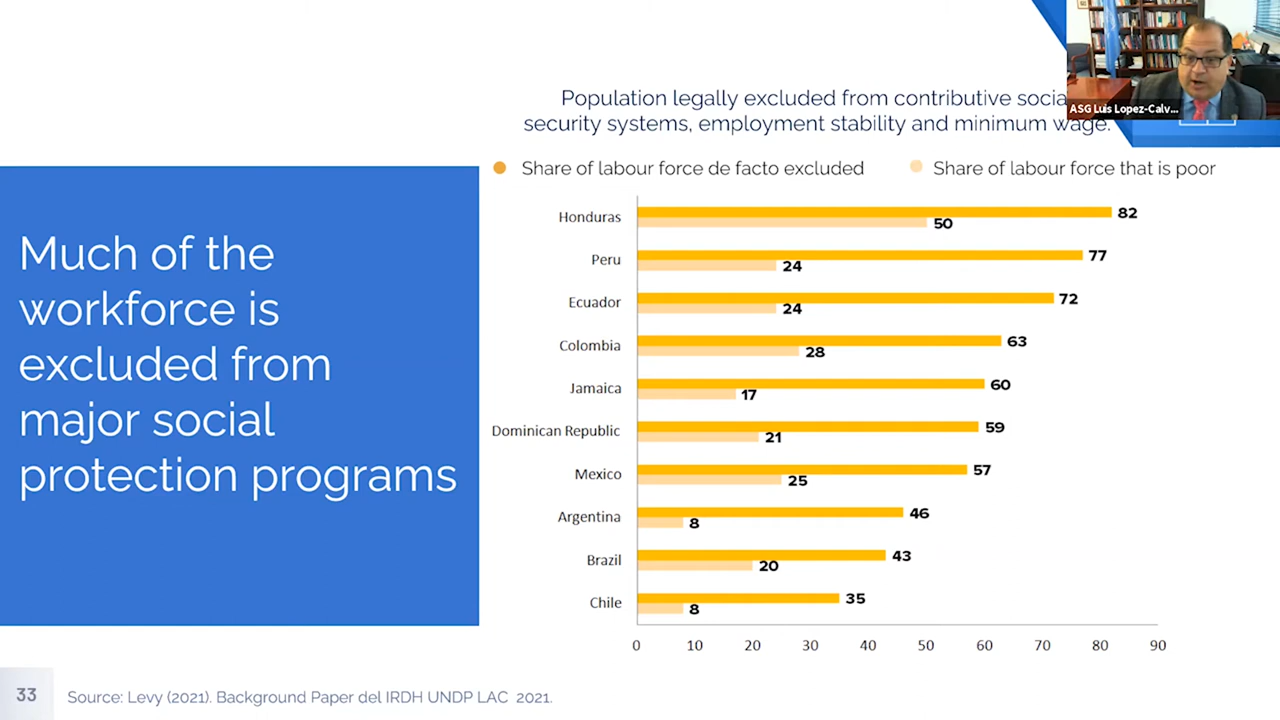 ASG Luis Lopez-Calv...
Population legally excluded from contributive socia
security systems, employment stability and minimum wage.
Share of labour force de facto excluded
Share of labour force that is poor
Much of the
workforce is
excluded from
major social
protection programs
Honduras 82 50
Peru 77 24
Ecuador 72 24
Colombia 63 28
Jamaica 60 17
Dominican Republic 59 21
Mexico 57 25
Argentina 46 8
Brazil 43 20
Chile 35 8
0 10 20 30 40 50 60 70 80 90
33
Source: Levy (2021). Background Paper del IRDH UNDP LAC 2021.